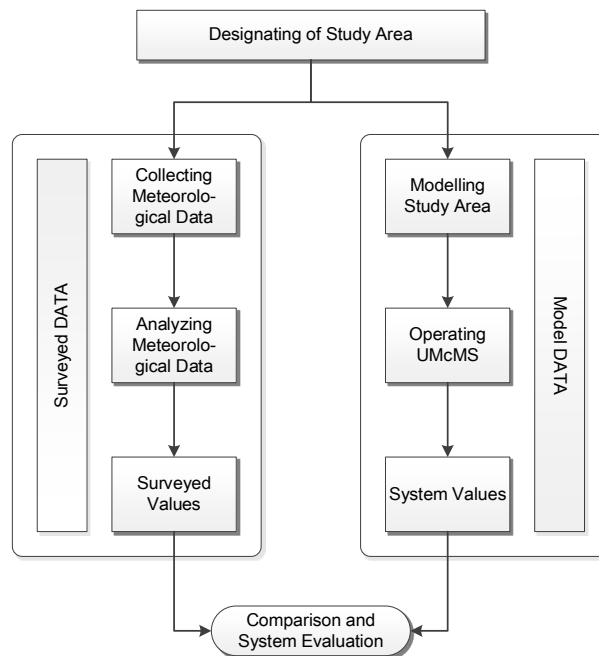 Designating of Study Area
Surveyed DATA
Collecting
Meteorolo-
gical Data
Analyzing
Meteorolo-
gical Data
Surveyed
Values
Modelling
Study Area
Operating
UMcMS
System Values
Model DATA
Comparison and
System Evaluation